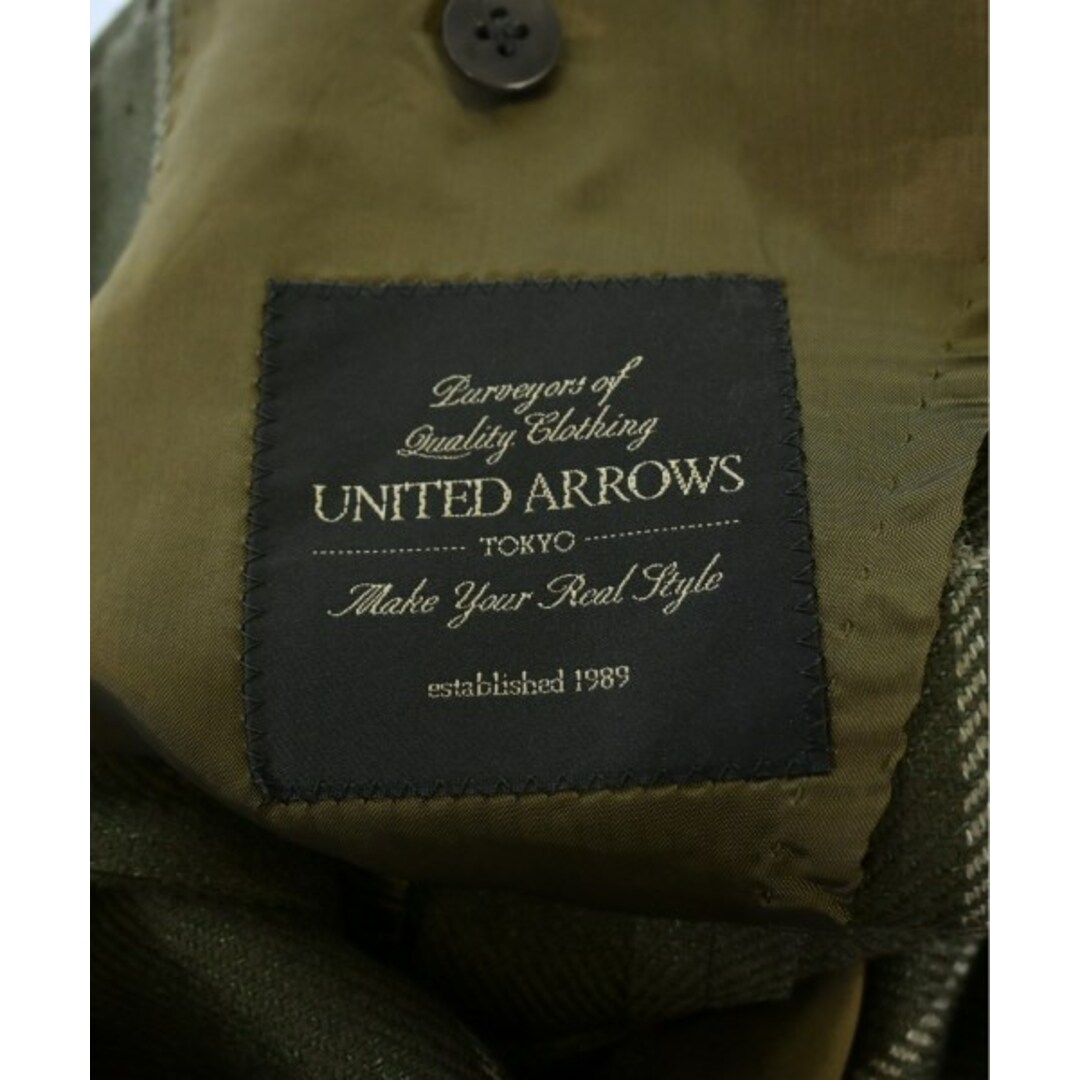 Purveyors of
Quality Clothing
UNITED ARROWS
TOKYO
Make Your Real Style
established 1989